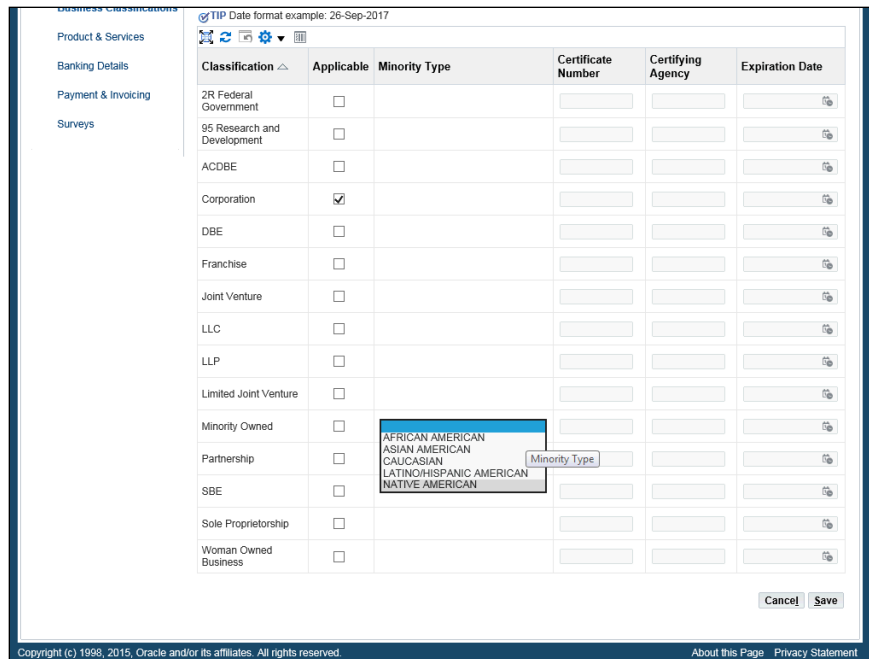 Business Classifications
TIP Date format example: 26-Sep-2017
Product & Services
Banking Details
Payment & Invoicing
Surveys
Classification Applicable Minority Type Certificate Number Certifying Agency Expiration Date
2R Federal
Government
95 Research and
Development
ACDBE
Corporation
DBE
Franchise
Joint Venture
LLC
LLP
Limited Joint Venture
Minority Owned
AFRICAN AMERICAN
ASIAN AMERICAN
CAUCASIAN
LATINO/HISPANIC AMERICAN
NATIVE AMERICAN
Minority Type
Partnership
SBE
Sole Proprietorship
Woman Owned
Business
Cancel Save
Copyright (c) 1998, 2015, Oracle and/or its affiliates. All rights reserved.
About this Page Privacy Statement